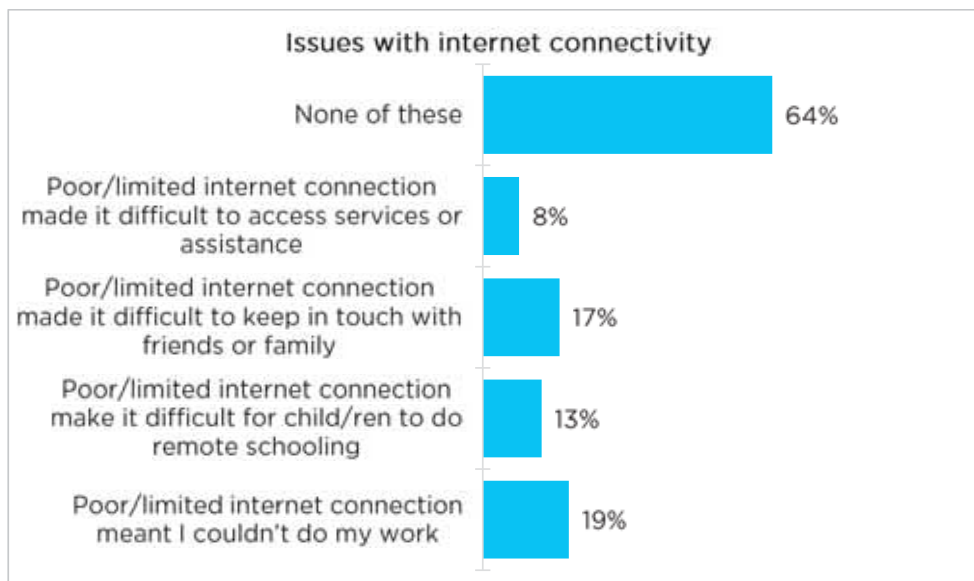 Issues with internet connectivity
None of these
64%
Poor/limited internet connection
made it difficult to access services or
assistance
8%
Poor/limited internet connection
made it difficult to keep in touch with
friends or family
17%
Poor/limited internet connection
make it difficult for child/ren to do
remote schooling
13%
Poor/limited internet connection
meant I couldn't do my work
19%